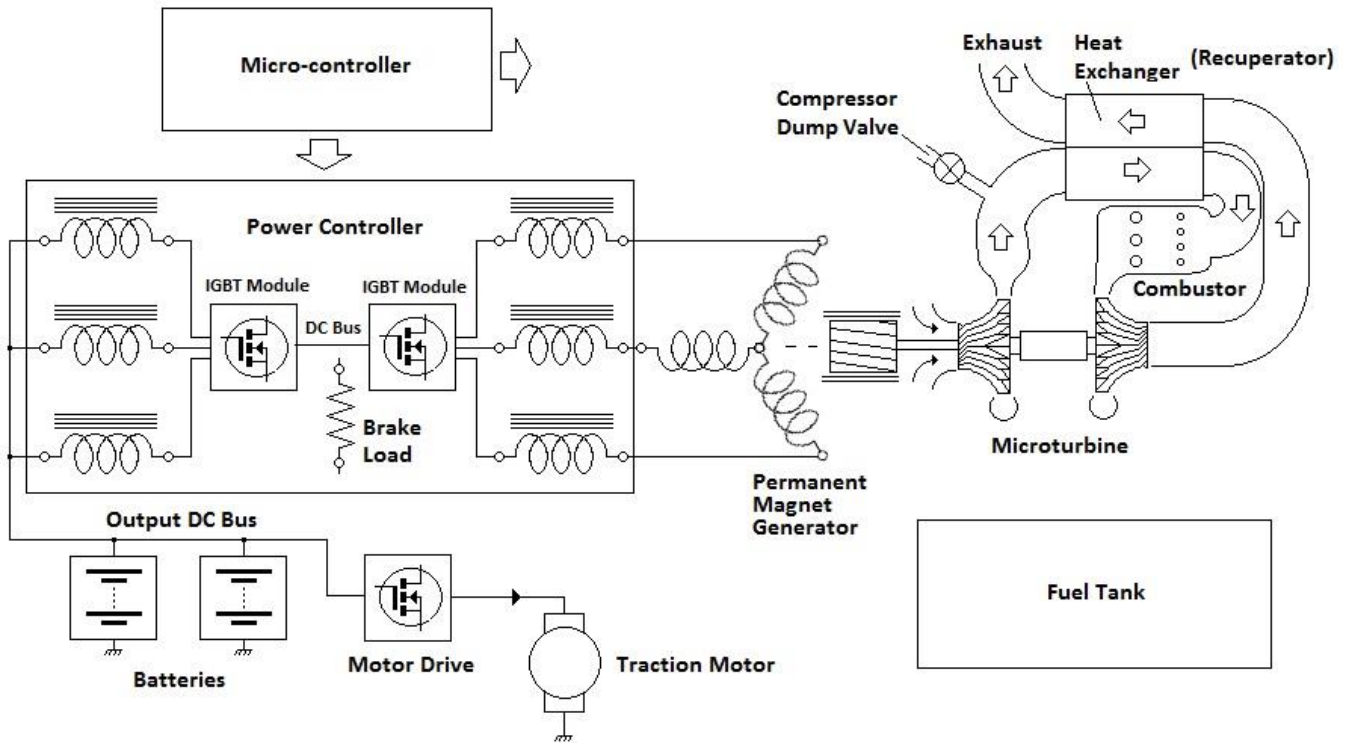 Micro-controller
Exhaust
Heat
Exchanger
(Recuperator)
Compressor
Dump Valve
Power Controller
IGBT Module
IGBT Module
DC Bus
Combustor
Brake
Load
Microturbine
Permanent
Magnet
Generator
Output DC Bus
Fuel Tank
Batteries
Motor Drive
Traction Motor